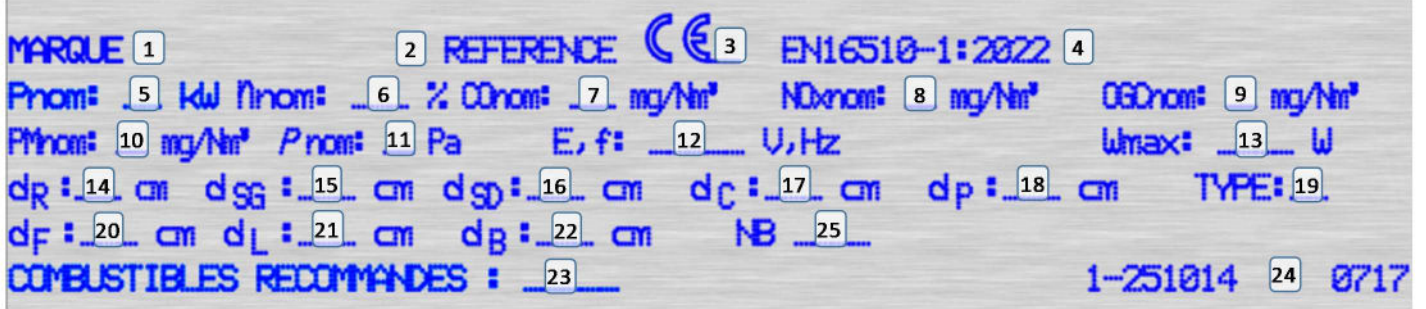 MARQUE 1 2 REFERENCE CE 3 EN16510-1:2022 4
Pnom: ..5.. kW ηnom: ...6... % COnom: ..7.. mg/Nm³ NOxnom: 8 mg/Nm³ OGCnom: 9 mg/Nm³
PMnom: 10 mg/Nm³ Pnom: 11 Pa E,f: ...12... V,Hz Wmax: ...13... W
dR :..14.. cm dSG :..15.. cm dSD:..16.. cm dC:..17.. cm dP:..18.. cm TYPE:.19.
dF :..20.. cm dL :..21.. cm dB:..22.. cm NB ...25...
COMBUSTIBLES RECOMMANDES : ...23... 1-251014 24 0717